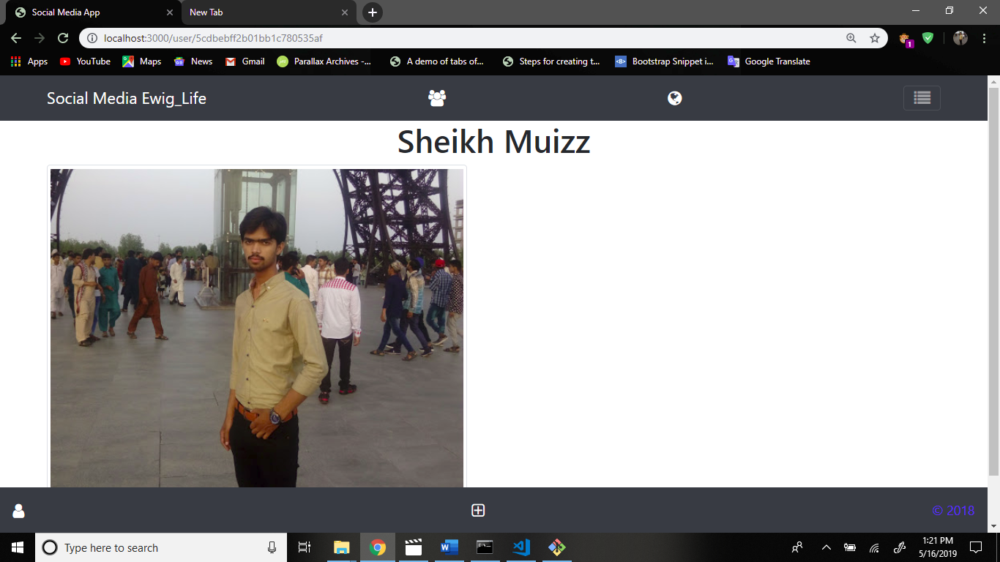 Social Media App
New Tab
localhost:3000/user/5cdbebff2b01bb1c780535af
1
Apps YouTube Maps News Gmail Parallax Archives -... A demo of tabs of... Steps for creating t... Bootstrap Snippet i... Google Translate
Social Media Ewig_Life
Sheikh Muizz
© 2018
Type here to search
1:21 PM
5/16/2019